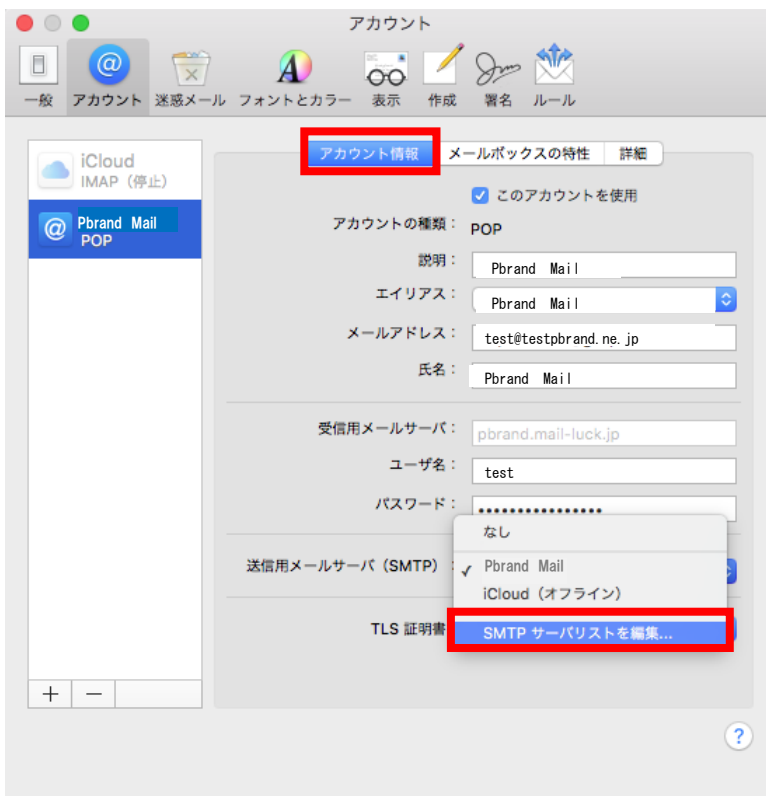 アカウント
一般 アカウント 迷惑メール フォントとカラー 表示 作成 署名 ルール
iCloud
IMAP（停止）
Pbrand Mail
POP
アカウント情報 メールボックスの特性 詳細
このアカウントを使用
アカウントの種類： POP
説明： Pbrand Mail
エイリアス： Pbrand Mail
メールアドレス： test@testpbrand.ne.jp
氏名： Pbrand Mail
受信用メールサーバ： pbrand.mail-luck.jp
ユーザ名： test
パスワード： ••••••••••••••••
なし
送信用メールサーバ（SMTP）： ✓ Pbrand Mail
iCloud（オフライン）
TLS 証明書 SMTP サーバリストを編集...
+ −
?